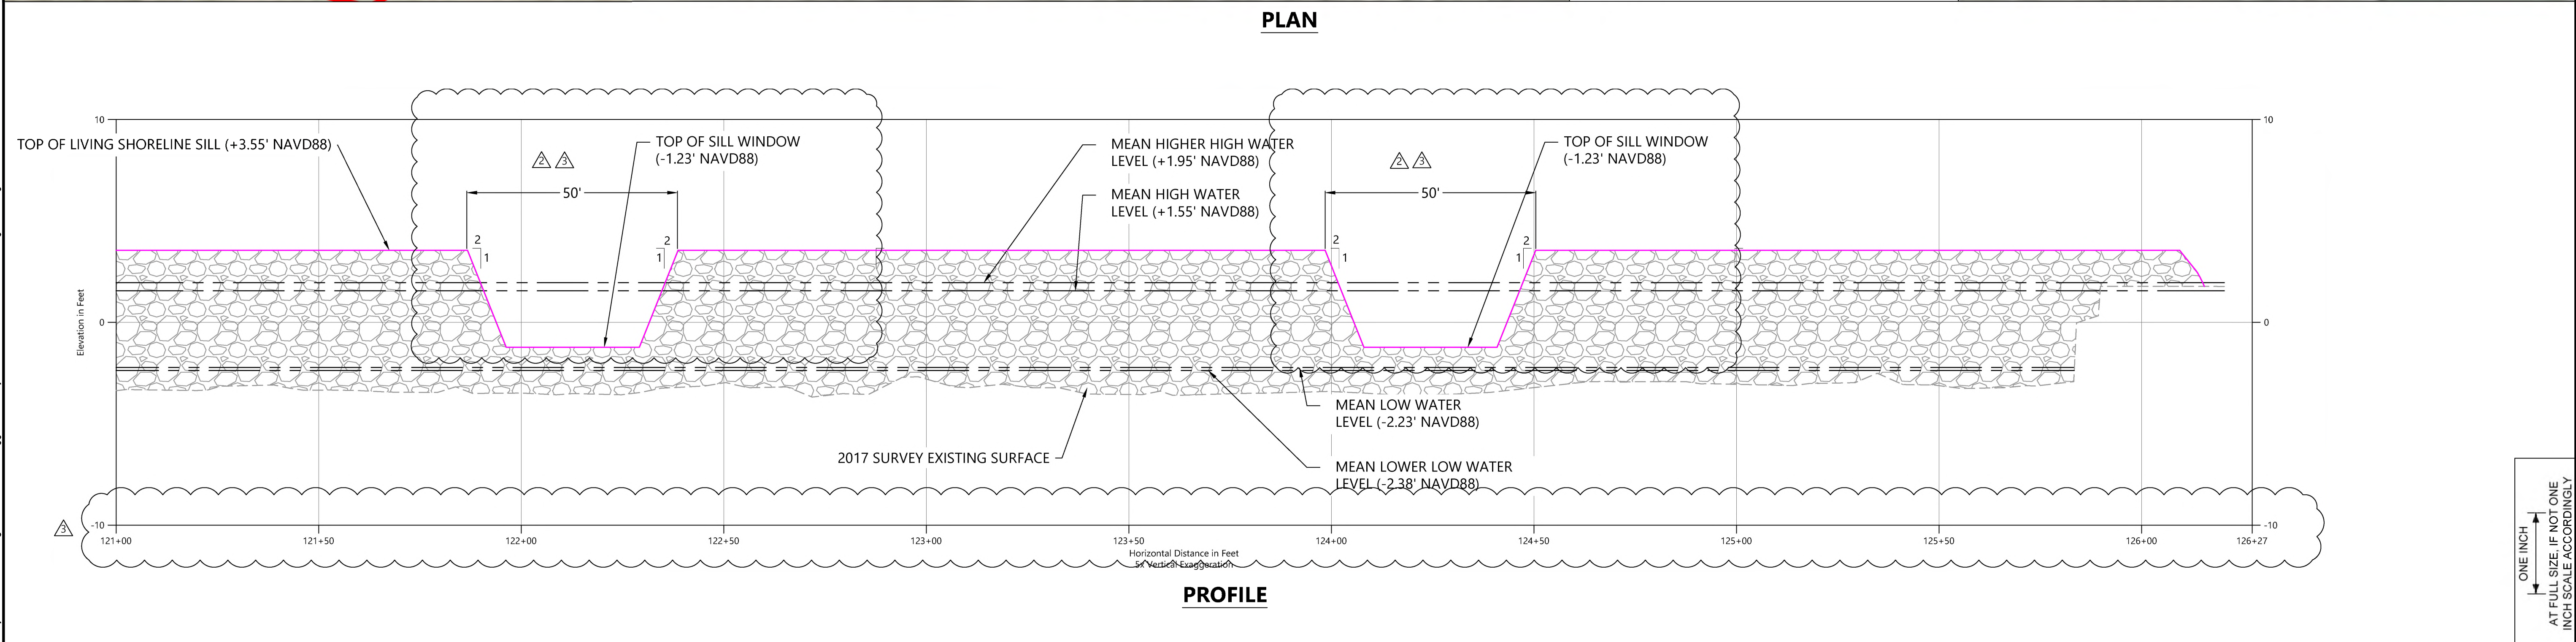 PLAN
10
10
TOP OF LIVING SHORELINE SILL (+3.55' NAVD88)
TOP OF SILL WINDOW
(-1.23' NAVD88)
2 3
50'
MEAN HIGHER HIGH WATER
LEVEL (+1.95' NAVD88)
MEAN HIGH WATER
LEVEL (+1.55' NAVD88)
2 3
50'
TOP OF SILL WINDOW
(-1.23' NAVD88)
2
1
2
1
2
1
2
1
Elevation in Feet
0
0
MEAN LOW WATER
LEVEL (-2.23' NAVD88)
2017 SURVEY EXISTING SURFACE
MEAN LOWER LOW WATER
LEVEL (-2.38' NAVD88)
3
-10
-10
121+00 121+50 122+00 122+50 123+00 123+50 124+00 124+50 125+00 125+50 126+00 126+27
Horizontal Distance in Feet
5x Vertical Exaggeration
PROFILE
ONE INCH
AT FULL SIZE, IF NOT ONE
INCH SCALE ACCORDINGLY